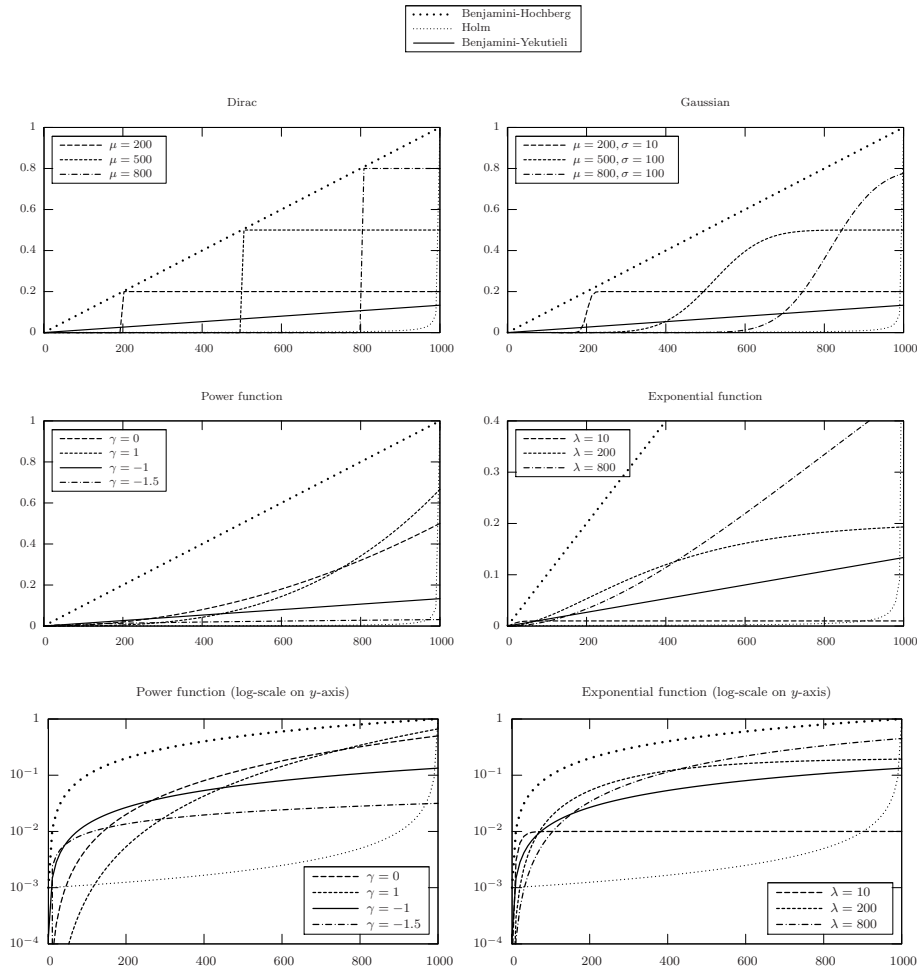 Benjamini-Hochberg
Holm
Benjamini-Yekutieli
Dirac
1
0.8
0.6
0.4
0.2
0
0 200 400 600 800 1000
μ = 200
μ = 500
μ = 800
Gaussian
1
0.8
0.6
0.4
0.2
0
0 200 400 600 800 1000
μ = 200, σ = 10
μ = 500, σ = 100
μ = 800, σ = 100
Power function
1
0.8
0.6
0.4
0.2
0
0 200 400 600 800 1000
γ = 0
γ = 1
γ = −1
γ = −1.5
Exponential function
0.4
0.3
0.2
0.1
0
0 200 400 600 800 1000
λ = 10
λ = 200
λ = 800
Power function (log-scale on y-axis)
1
10⁻¹
10⁻²
10⁻³
10⁻⁴
0 200 400 600 800 1000
γ = 0
γ = 1
γ = −1
γ = −1.5
Exponential function (log-scale on y-axis)
1
10⁻¹
10⁻²
10⁻³
10⁻⁴
0 200 400 600 800 1000
λ = 10
λ = 200
λ = 800